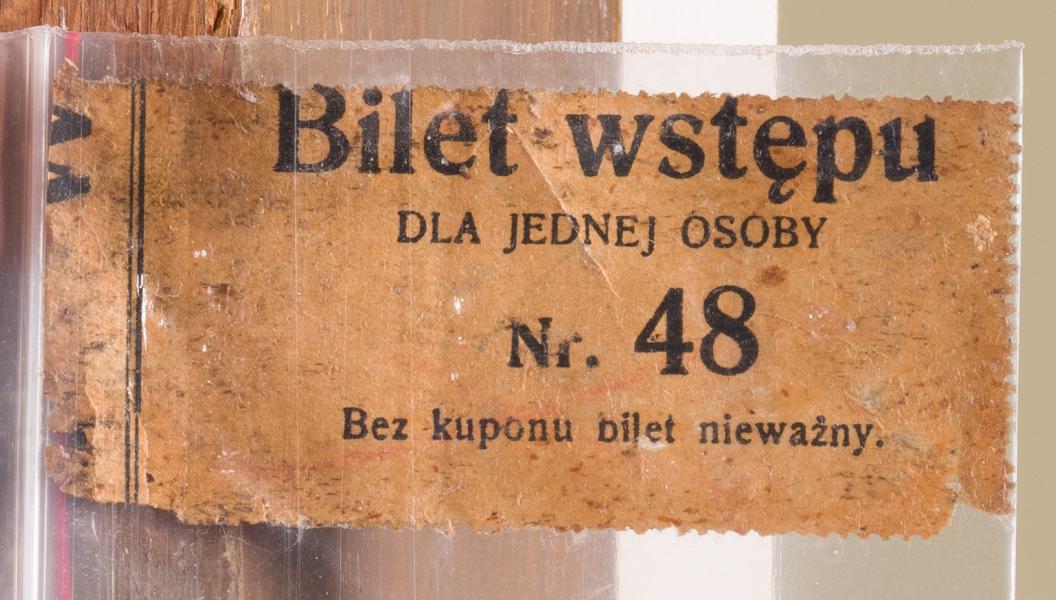 Bilet wstępu
DLA JEDNEJ OSOBY
Nr. 48
Bez kuponu bilet nieważny.